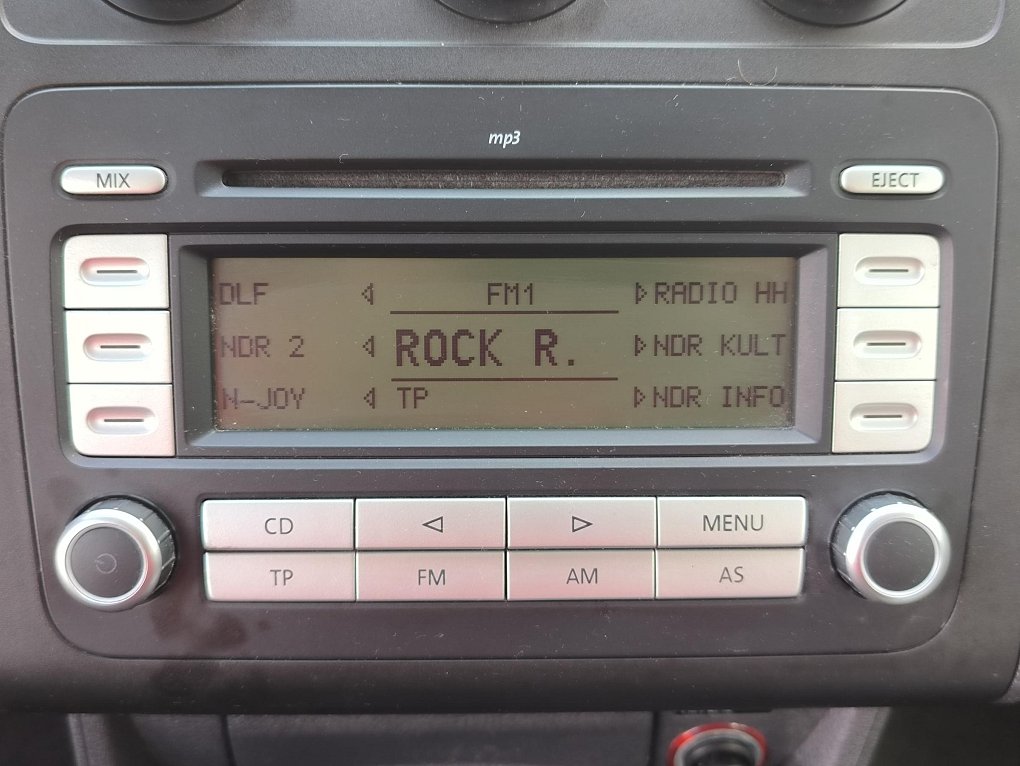 mp3
MIX
EJECT
DLF FM1 RADIO HH
NDR 2 ROCK R. NDR KULT
N-JOY TP NDR INFO
CD MENU
TP FM AM AS